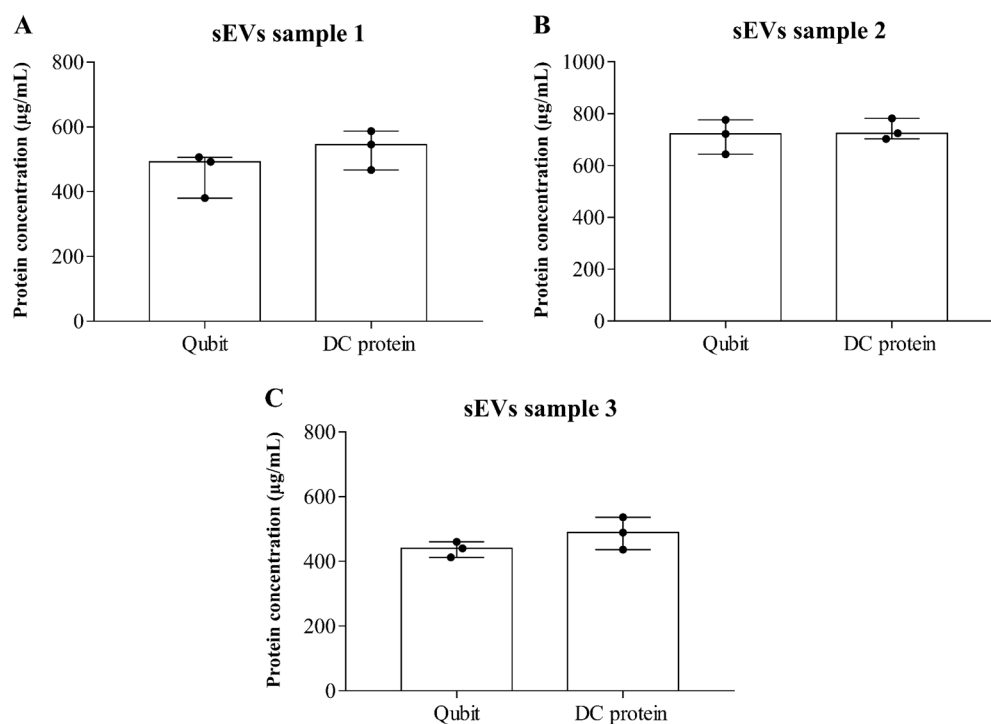 A
sEVs sample 1
Protein concentration (µg/mL)
800
600
400
200
0
Qubit
DC protein
B
sEVs sample 2
Protein concentration (µg/mL)
1000
800
600
400
200
0
Qubit
DC protein
C
sEVs sample 3
Protein concentration (µg/mL)
800
600
400
200
0
Qubit
DC protein